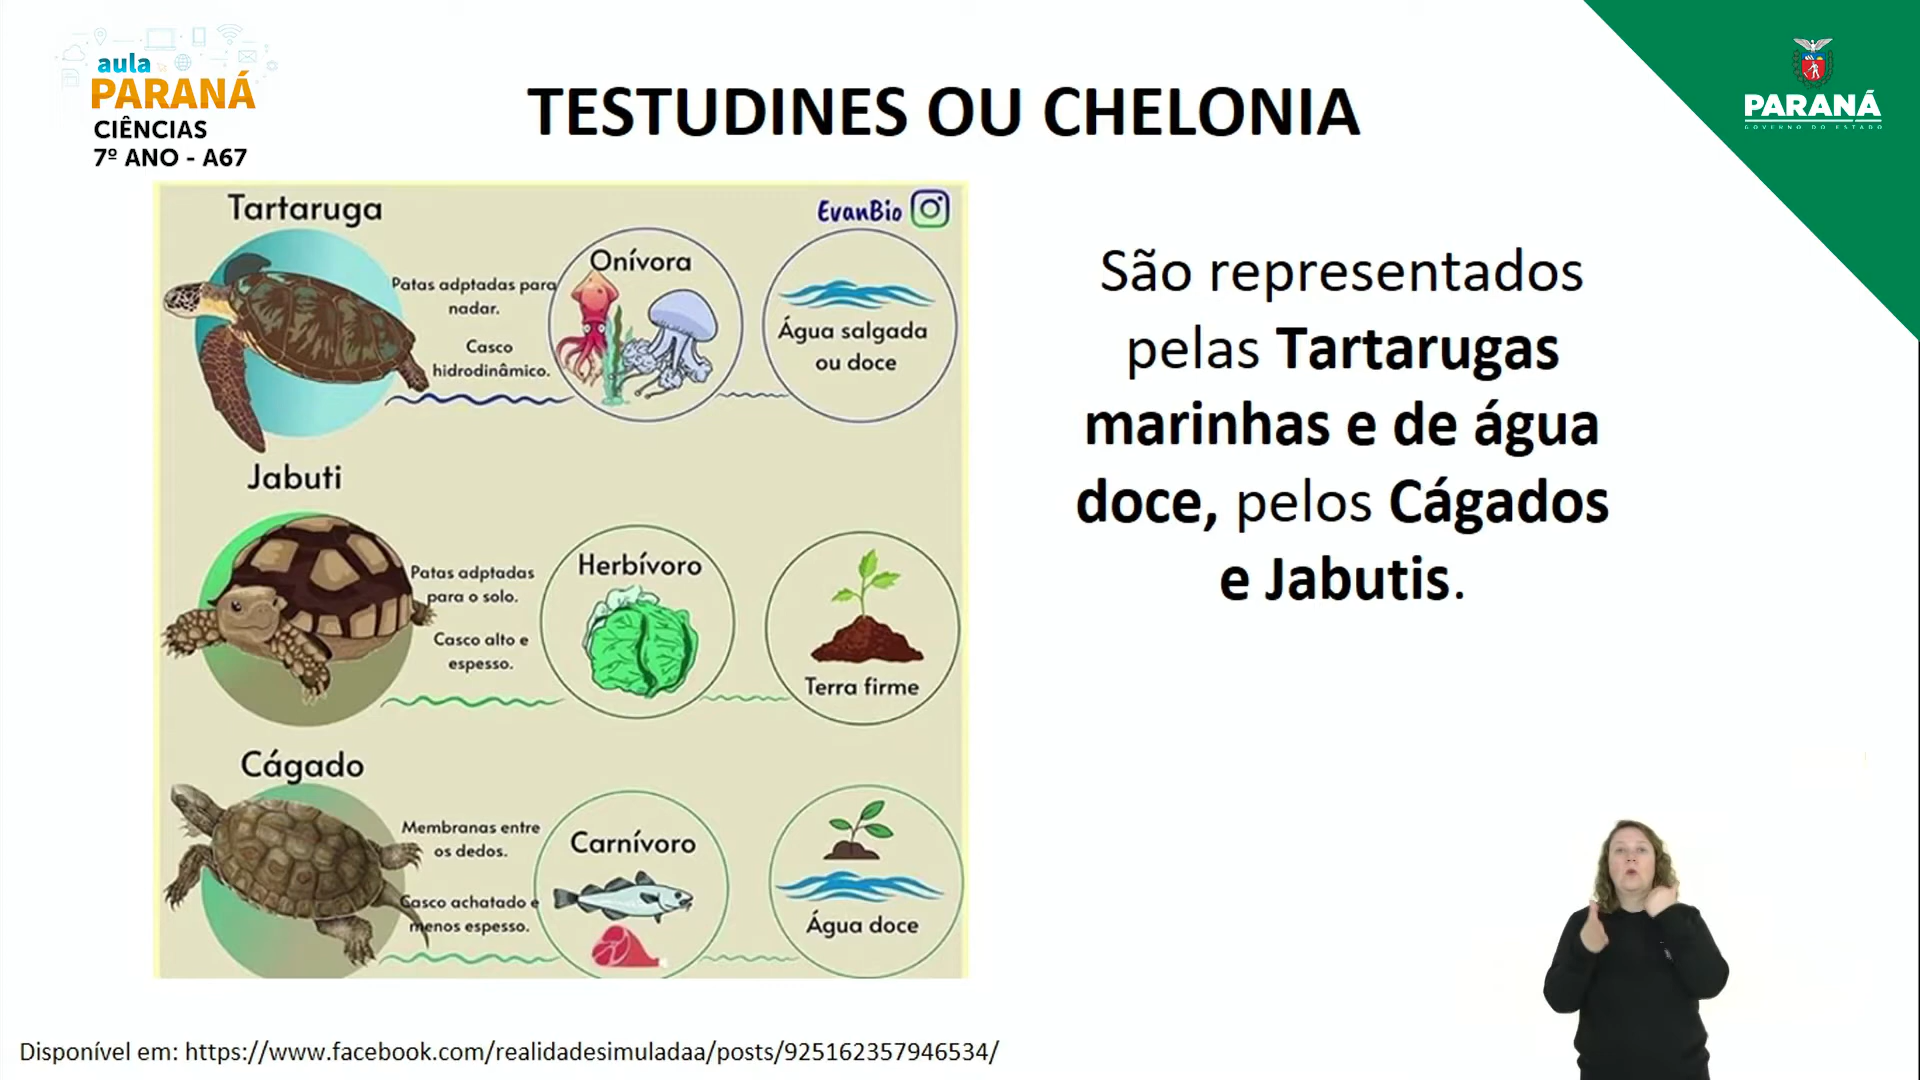 aula
PARANÁ
CIÊNCIAS
7º ANO - A67
TESTUDINES OU CHELONIA
PARANÁ
GOVERNO DO ESTADO
Tartaruga
EvanBio
Patas adptadas para
nadar.
Casco
hidrodinâmico.
Onívora
Água salgada
ou doce
Jabuti
Patas adptadas
para o solo.
Casco alto e
espesso.
Herbívoro
Terra firme
Cágado
Membranas entre
os dedos.
Casco achatado e
menos espesso.
Carnívoro
Água doce
São representados
pelas Tartarugas
marinhas e de água
doce, pelos Cágados
e Jabutis.
Disponível em: https://www.facebook.com/realidadesimuladaa/posts/925162357946534/